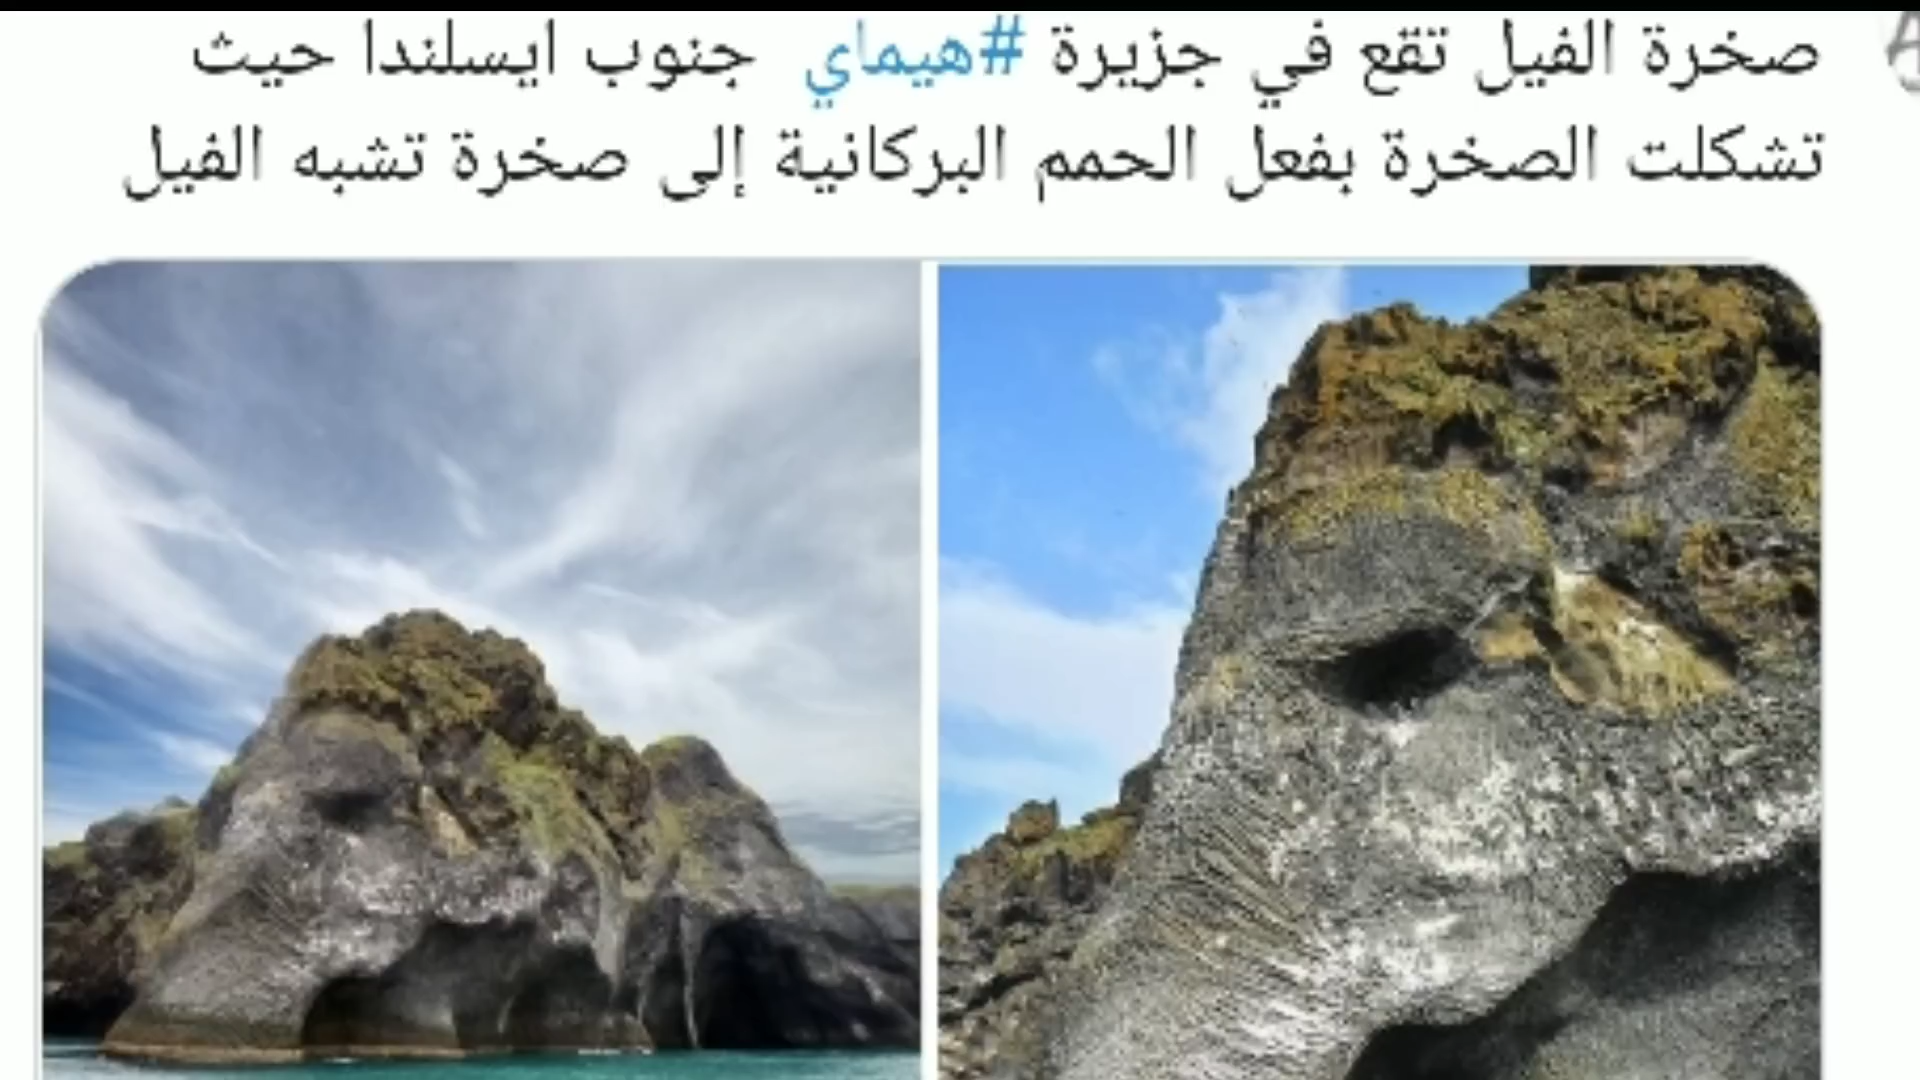 صخرة الفيل تقع في جزيرة #هيماي جنوب ايسلندا حيث
تشكلت الصخرة بفعل الحمم البركانية إلى صخرة تشبه الفيل